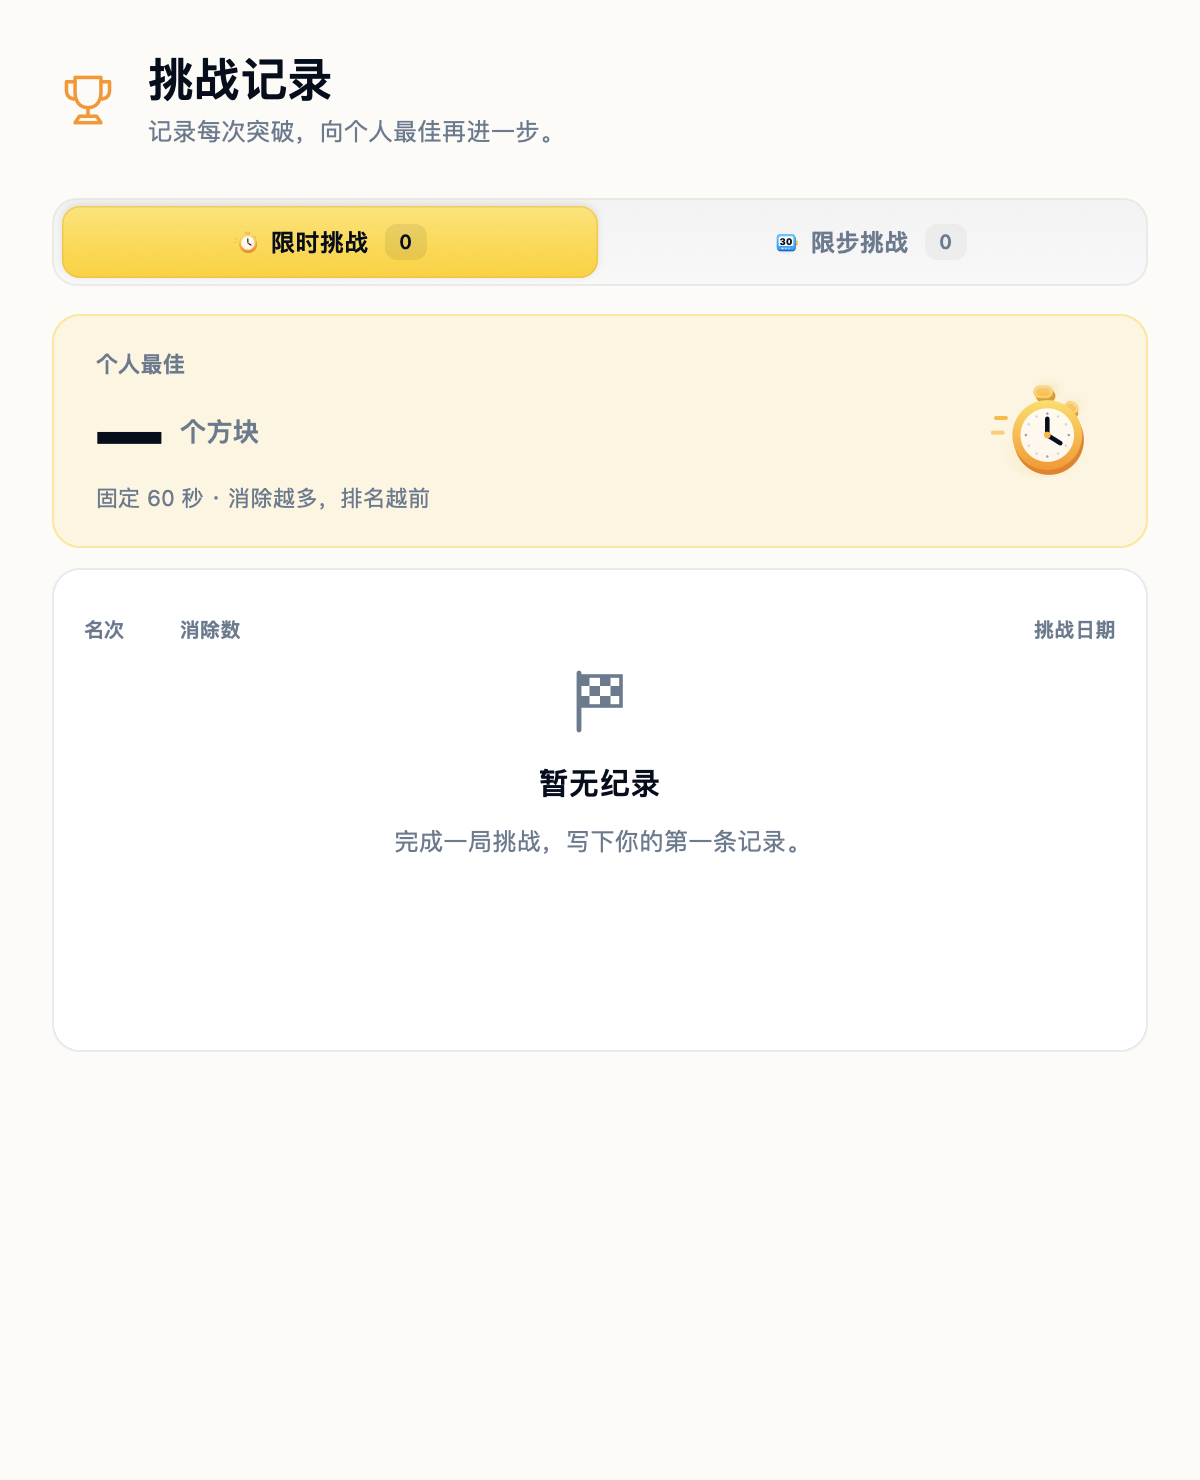 挑战记录
记录每次突破，向个人最佳再进一步。
限时挑战 0
30 限步挑战 0
个人最佳
— 个方块
固定 60 秒 · 消除越多，排名越前
名次 消除数 挑战日期
暂无纪录
完成一局挑战，写下你的第一条记录。